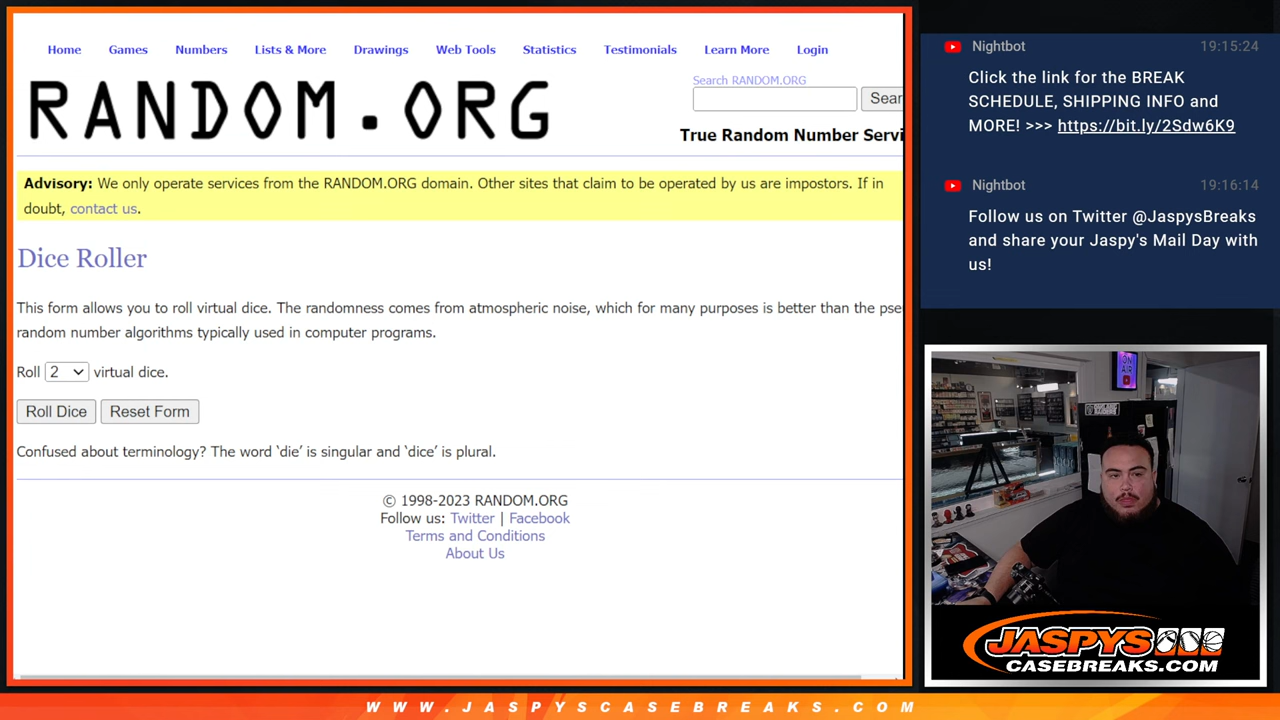 Home Games Numbers Lists & More Drawings Web Tools Statistics Testimonials Learn More Login
RANDOM.ORG
Search RANDOM.ORG
Sear
True Random Number Servi
Advisory: We only operate services from the RANDOM.ORG domain. Other sites that claim to be operated by us are impostors. If in
doubt, contact us.
Dice Roller
This form allows you to roll virtual dice. The randomness comes from atmospheric noise, which for many purposes is better than the pse
random number algorithms typically used in computer programs.
Roll 2 virtual dice.
Roll Dice Reset Form
Confused about terminology? The word ‘die’ is singular and ‘dice’ is plural.
© 1998-2023 RANDOM.ORG
Follow us: Twitter | Facebook
Terms and Conditions
About Us
Nightbot 19:15:24
Click the link for the BREAK
SCHEDULE, SHIPPING INFO and
MORE! >>> https://bit.ly/2Sdw6K9
Nightbot 19:16:14
Follow us on Twitter @JaspysBreaks
and share your Jaspy's Mail Day with
us!
ON
AIR
JASPYS
CASEBREAKS.COM
WWW.JASPYSCASEBREAKS.COM